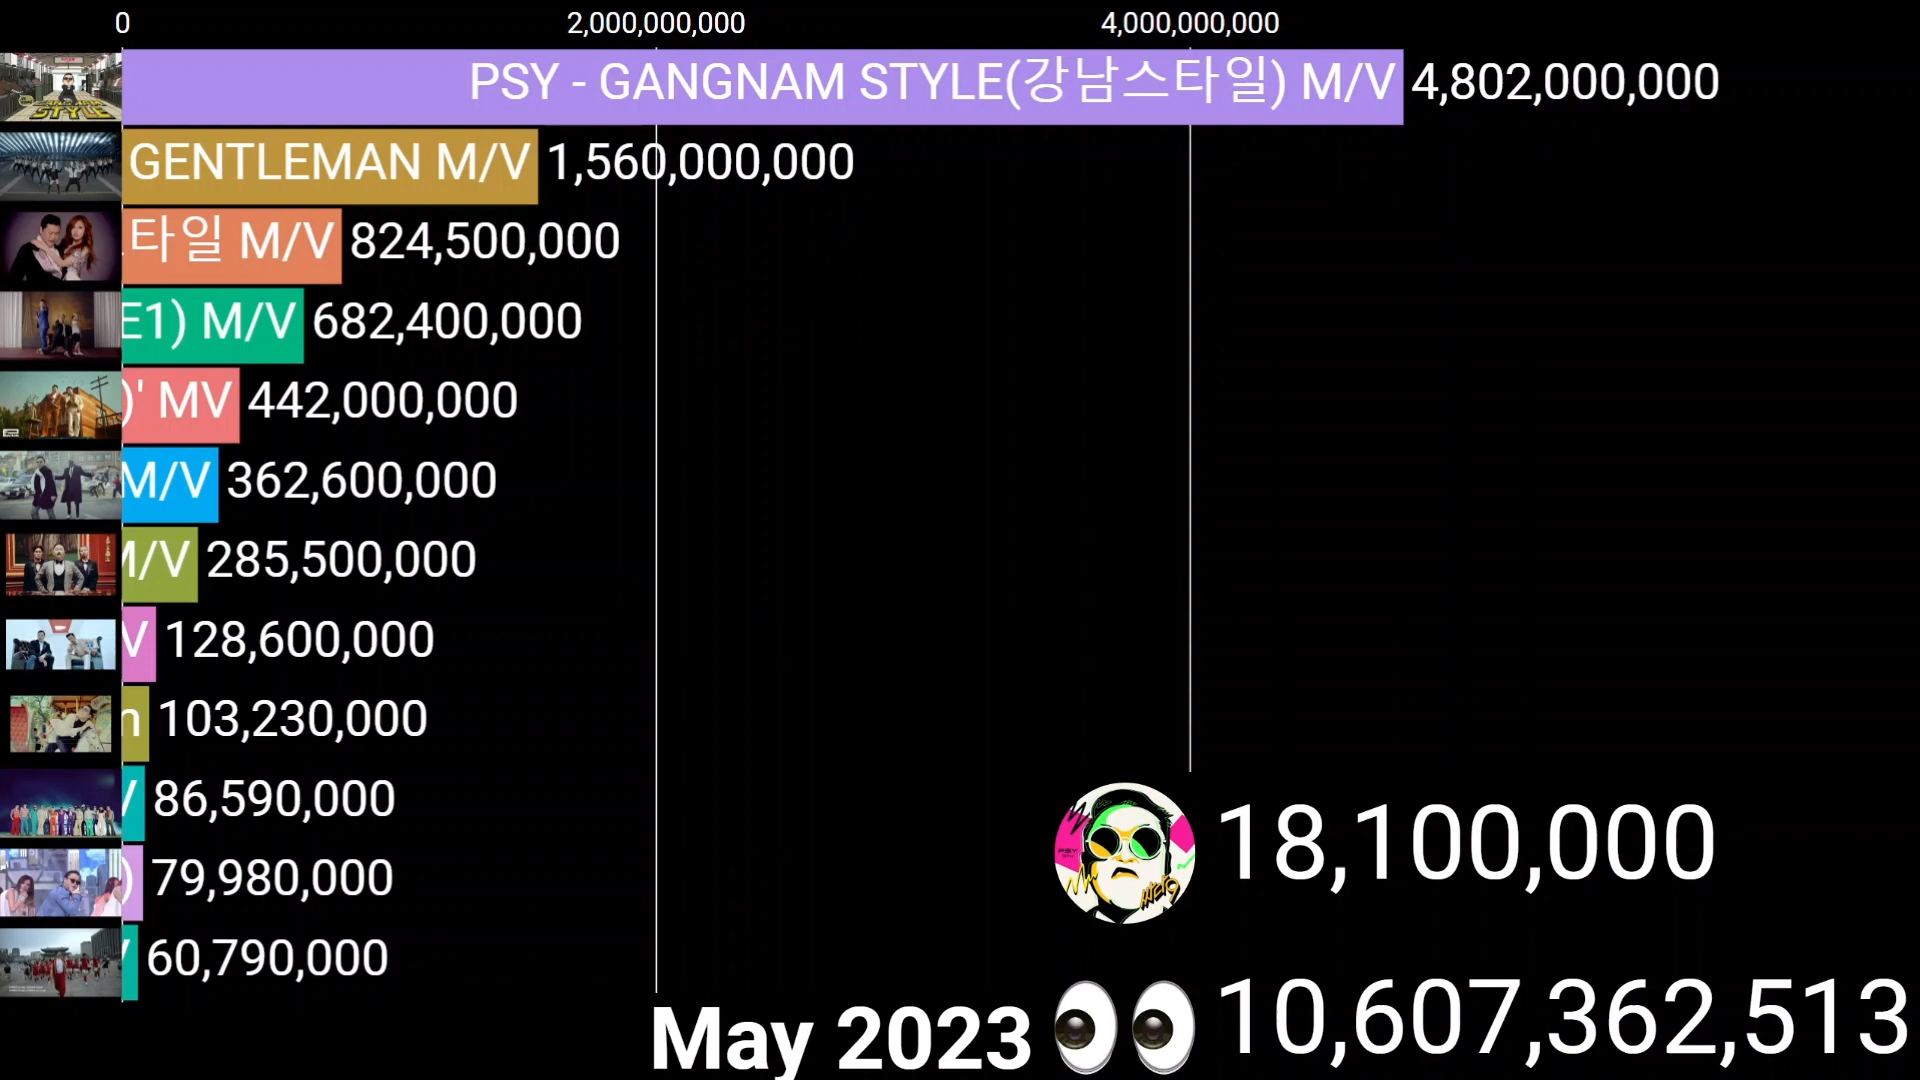 0 2,000,000,000 4,000,000,000
PSY - GANGNAM STYLE(강남스타일) M/V 4,802,000,000
GENTLEMAN M/V 1,560,000,000
타일 M/V 824,500,000
E1) M/V 682,400,000
)' MV 442,000,000
M/V 362,600,000
M/V 285,500,000
V 128,600,000
n 103,230,000
V 86,590,000
) 79,980,000
V 60,790,000
PSY
18,100,000
May 2023 10,607,362,513